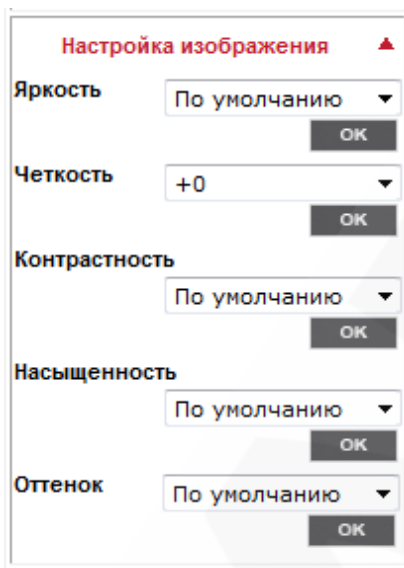 Настройка изображения
Яркость
По умолчанию
OK
Четкость
+0
OK
Контрастность
По умолчанию
OK
Насыщенность
По умолчанию
OK
Оттенок
По умолчанию
OK